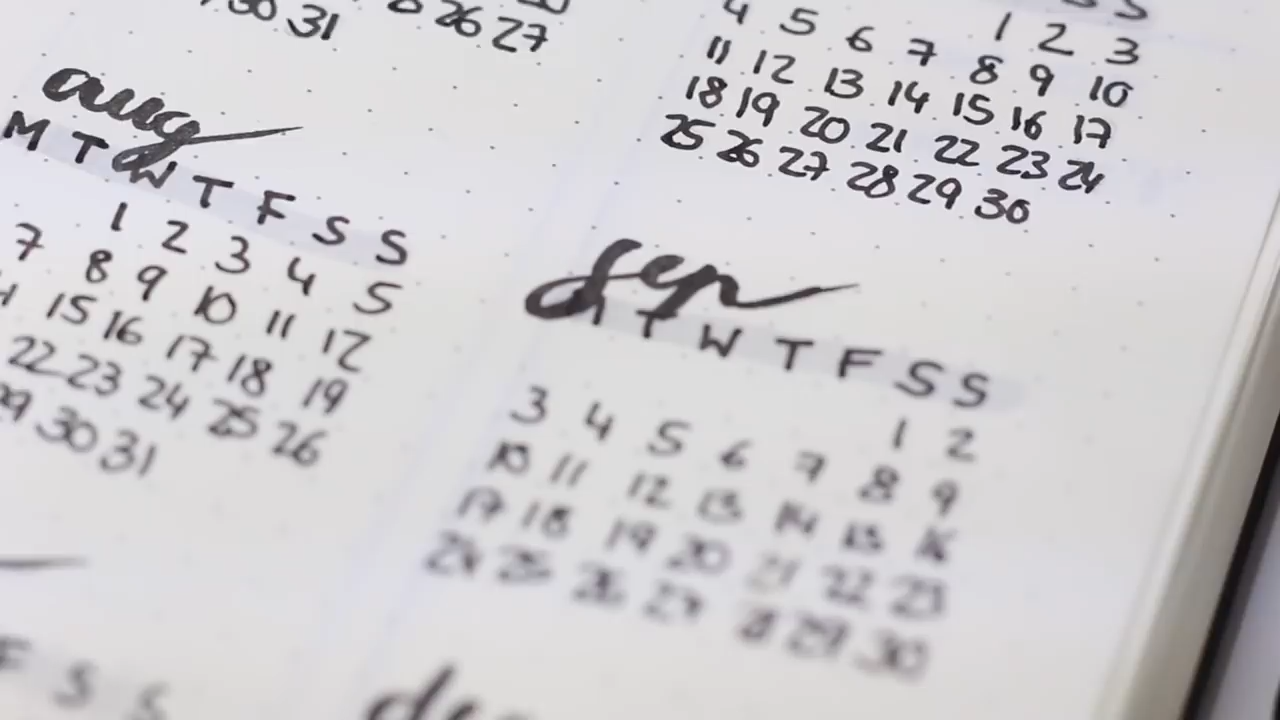 30 31
26 27
S S
1 2 3
4 5 6 7 8 9 10
11 12 13 14 15 16 17
18 19 20 21 22 23 24
25 26 27 28 29 30
aug
M T W T F S S
1 2 3 4 5
7 8 9 10 11 12
15 16 17 18 19
22 23 24 25 26
29 30 31
sep
T W T F S S
1 2
3 4 5 6 7 8 9
10 11 12 13 14 15 16
17 18 19 20 21 22 23
24 25 26 27 28 29 30
F S S